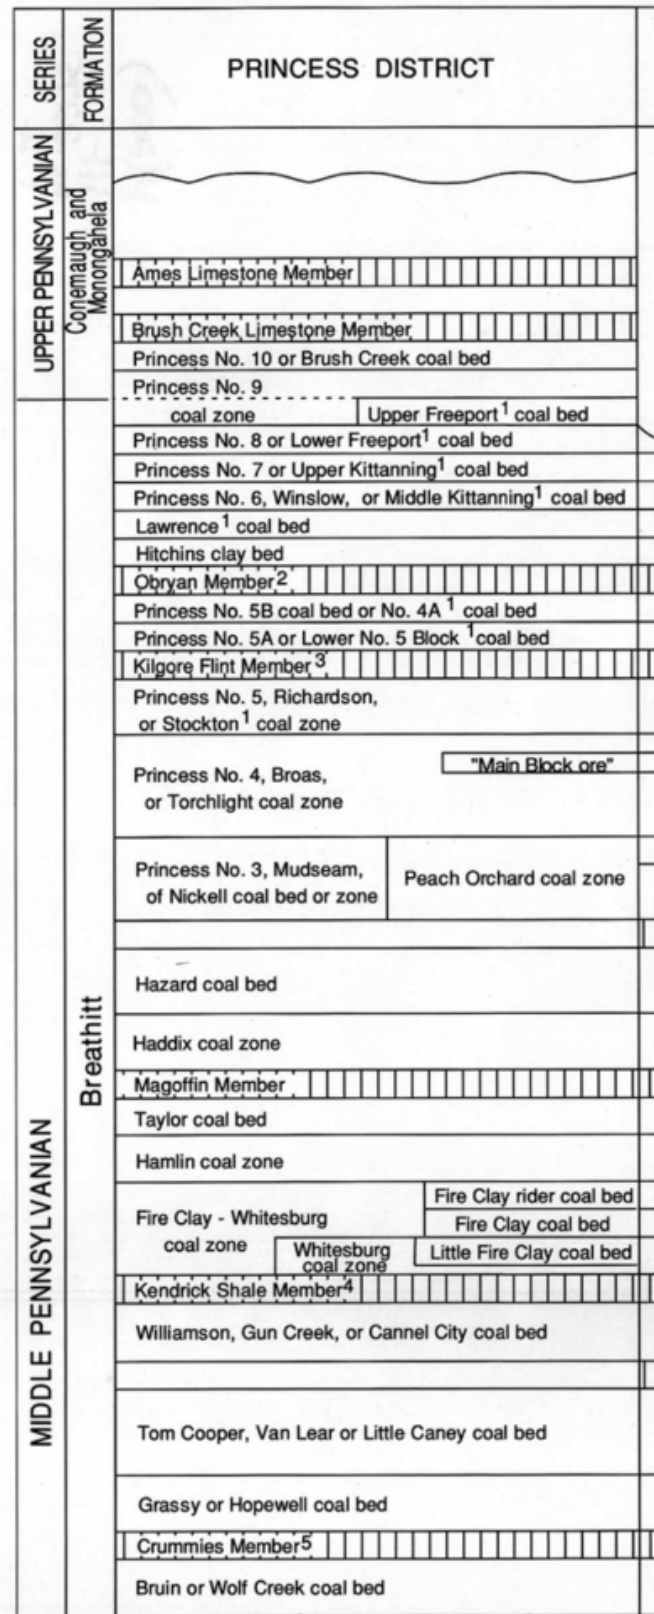 SERIES
FORMATION
PRINCESS DISTRICT
UPPER PENNSYLVANIAN
Conemaugh and
Monongahela
Ames Limestone Member
Brush Creek Limestone Member
Princess No. 10 or Brush Creek coal bed
Princess No. 9
coal zone
Upper Freeport¹ coal bed
Princess No. 8 or Lower Freeport¹ coal bed
Princess No. 7 or Upper Kittanning¹ coal bed
Princess No. 6, Winslow, or Middle Kittanning¹ coal bed
Lawrence¹ coal bed
Hitchins clay bed
Obryan Member²
Princess No. 5B coal bed or No. 4A¹ coal bed
Princess No. 5A or Lower No. 5 Block ¹coal bed
Kilgore Flint Member³
Princess No. 5, Richardson,
or Stockton¹ coal zone
"Main Block ore"
Princess No. 4, Broas,
or Torchlight coal zone
Princess No. 3, Mudseam,
of Nickell coal bed or zone
Peach Orchard coal zone
MIDDLE PENNSYLVANIAN
Breathitt
Hazard coal bed
Haddix coal zone
Magoffin Member
Taylor coal bed
Hamlin coal zone
Fire Clay - Whitesburg
coal zone
Fire Clay rider coal bed
Fire Clay coal bed
Whitesburg
coal zone
Little Fire Clay coal bed
Kendrick Shale Member⁴
Williamson, Gun Creek, or Cannel City coal bed
Tom Cooper, Van Lear or Little Caney coal bed
Grassy or Hopewell coal bed
Crummies Member⁵
Bruin or Wolf Creek coal bed